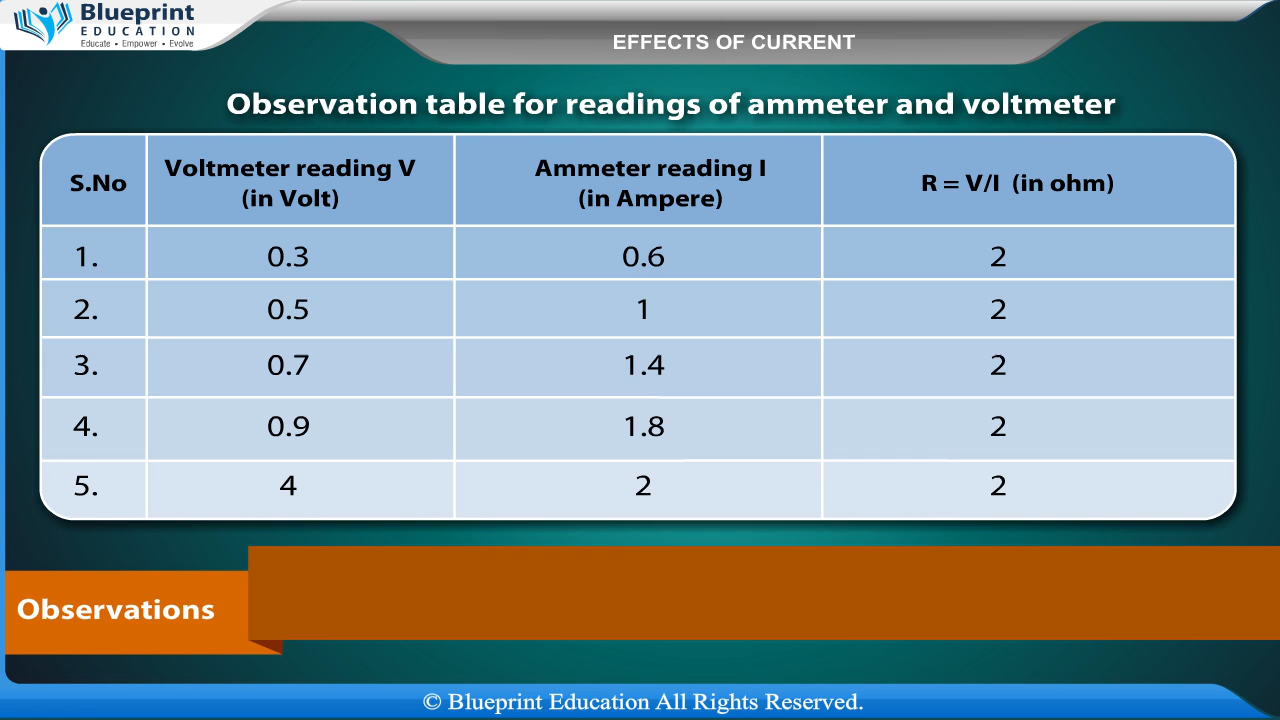 Blueprint
EDUCATION
Educate • Empower • Evolve
EFFECTS OF CURRENT
Observation table for readings of ammeter and voltmeter
S.No
Voltmeter reading V
(in Volt)
Ammeter reading I
(in Ampere)
R = V/I (in ohm)
1. 0.3 0.6 2
2. 0.5 1 2
3. 0.7 1.4 2
4. 0.9 1.8 2
5. 4 2 2
Observations
© Blueprint Education All Rights Reserved.